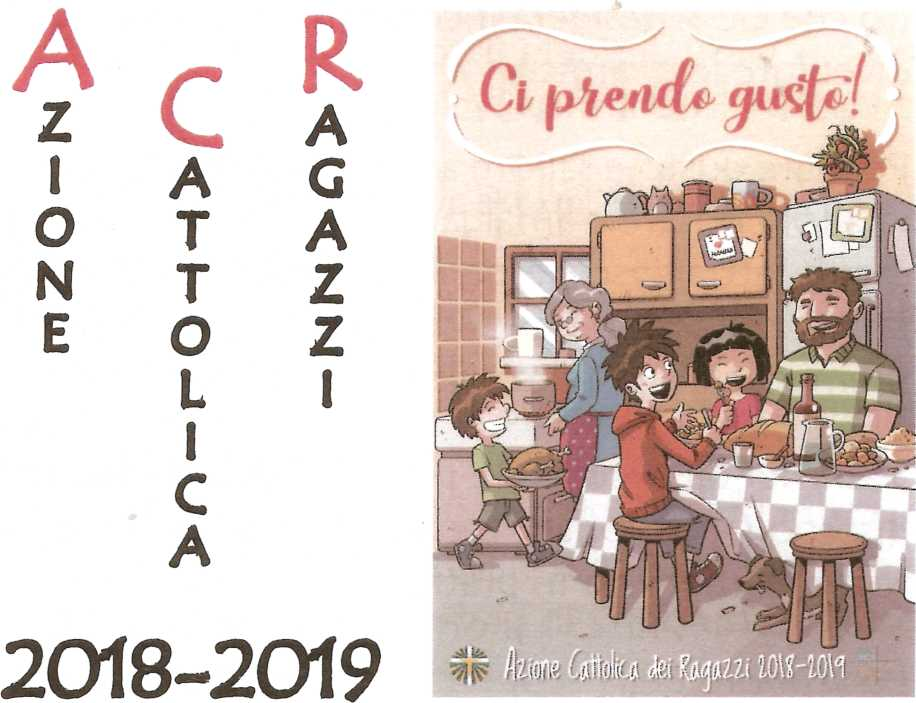 AZIONE
CATTOLICA
RAGAZZI
2018-2019
Ci prendo gusto!
Azione Cattolica dei Ragazzi 2018-2019